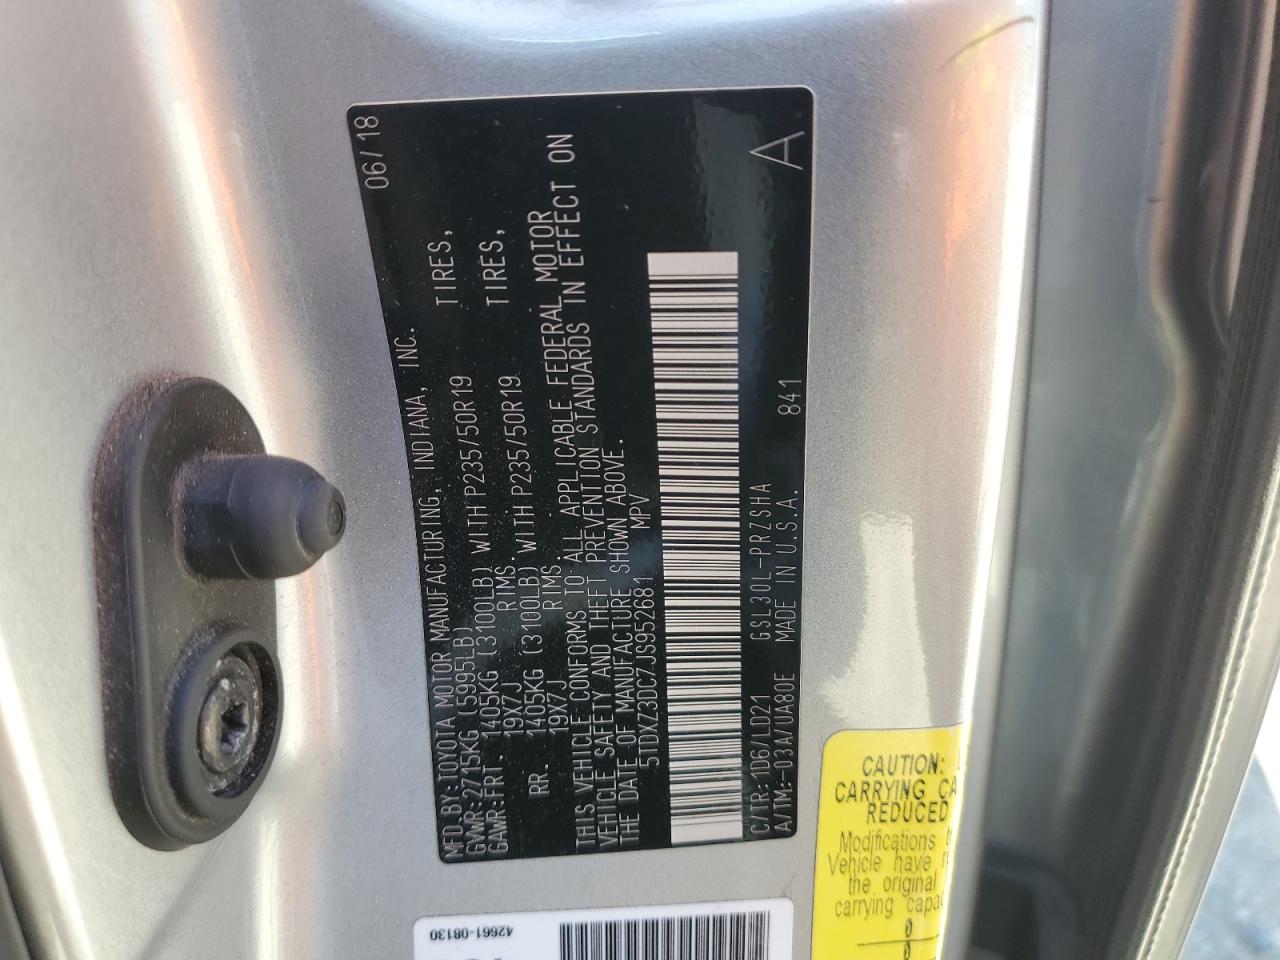 MFD.BY:TOYOTA MOTOR MANUFACTURING, INDIANA, INC. 06/18
GVWR:2715KG (5995LB)
GAWR:FRT. 1405KG (3100LB) WITH P235/50R19 TIRES,
19X7J RIMS.
RR. 1405KG (3100LB) WITH P235/50R19 TIRES,
19X7J RIMS.
THIS VEHICLE CONFORMS TO ALL APPLICABLE FEDERAL MOTOR
VEHICLE SAFETY AND THEFT PREVENTION STANDARDS IN EFFECT ON
THE DATE OF MANUFACTURE SHOWN ABOVE.
5TDXZ3DC7JS952681 MPV
C/TR:1D6/LD21 GSL30L-PRZSHA 841
A/TM:-03A/UA80E MADE IN U.S.A. A
CAUTION:
CARRYING CA
REDUCED
Modifications
Vehicle have re
the original
carrying capac
0
0
42661-08130